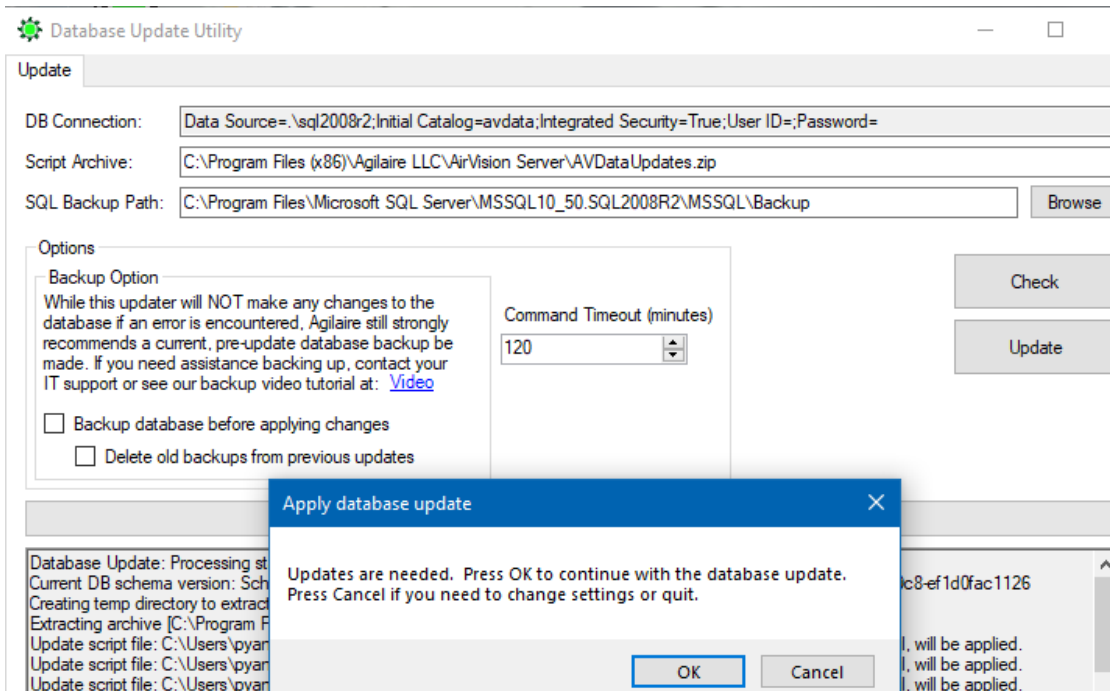 Database Update Utility
Update
DB Connection:
Data Source=.\sql2008r2;Initial Catalog=avdata;Integrated Security=True;User ID=;Password=
Script Archive:
C:\Program Files (x86)\Agilaire LLC\AirVision Server\AVDataUpdates.zip
SQL Backup Path:
C:\Program Files\Microsoft SQL Server\MSSQL10_50.SQL2008R2\MSSQL\Backup
Browse
Options
Backup Option
While this updater will NOT make any changes to the
database if an error is encountered, Agilaire still strongly
recommends a current, pre-update database backup be
made. If you need assistance backing up, contact your
IT support or see our backup video tutorial at: Video
Backup database before applying changes
Delete old backups from previous updates
Command Timeout (minutes)
120
Check
Update
Apply database update
Updates are needed. Press OK to continue with the database update.
Press Cancel if you need to change settings or quit.
OK
Cancel
Database Update: Processing st
Current DB schema version: Sch
c8-ef1d0fac1126
Creating temp directory to extract
Extracting archive [C:\Program F
Update script file: C:\Users\pyar
l, will be applied.
Update script file: C:\Users\pyar
l, will be applied.
Update script file: C:\Users\pyar
l, will be applied.